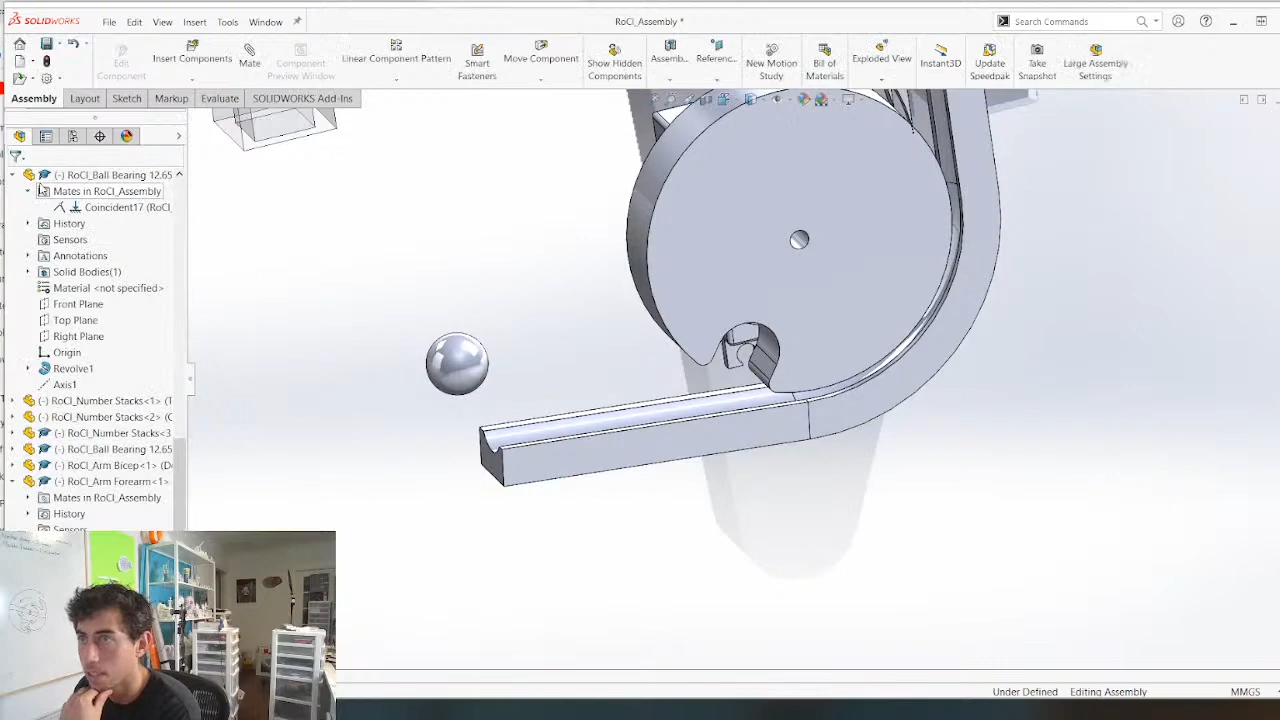 SOLIDWORKS File Edit View Insert Tools Window RoCI_Assembly * Search Commands
Edit Component
Insert Components
Mate
Component Preview Window
Linear Component Pattern
Smart Fasteners
Move Component
Show Hidden Components
Assemb...
Referenc...
New Motion Study
Bill of Materials
Exploded View
Instant3D
Update Speedpak
Take Snapshot
Large Assembly Settings
Assembly Layout Sketch Markup Evaluate SOLIDWORKS Add-Ins
(-) RoCI_Ball Bearing 12.65
Mates in RoCI_Assembly
Coincident17 (RoCI_
History
Sensors
Annotations
Solid Bodies(1)
Material <not specified>
Front Plane
Top Plane
Right Plane
Origin
Revolve1
Axis1
(-) RoCI_Number Stacks<1> (
(-) RoCI_Number Stacks<2> (
(-) RoCI_Number Stacks<3
(-) RoCI_Ball Bearing 12.65
(-) RoCI_Arm Bicep<1> (De
(-) RoCI_Arm Forearm<1>
Mates in RoCI_Assembly
History
Sensors
Under Defined Editing Assembly MMGS